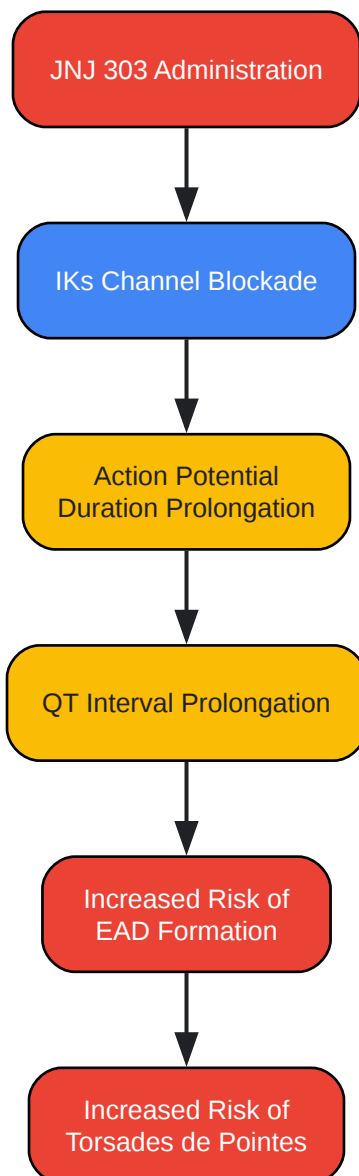 JNJ 303 Administration
IKs Channel Blockade
Action Potential
Duration Prolongation
QT Interval Prolongation
Increased Risk of
EAD Formation
Increased Risk of
Torsades de Pointes